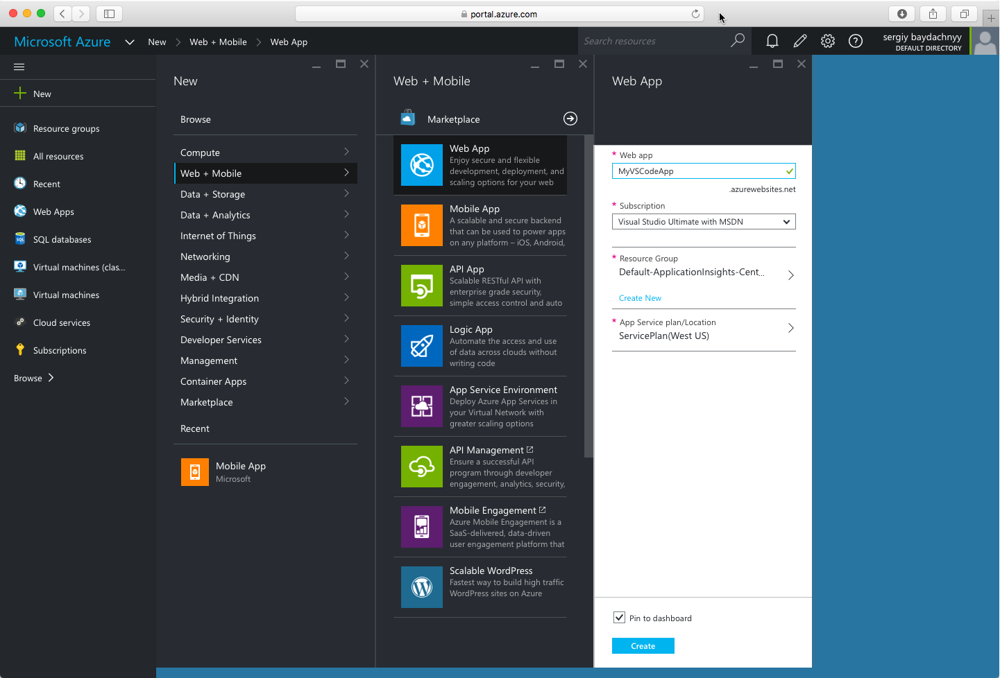 portal.azure.com
Microsoft Azure
New
Web + Mobile
Web App
Search resources
sergiy baydachnyy
DEFAULT DIRECTORY
New
Resource groups
All resources
Recent
Web Apps
SQL
SQL databases
Virtual machines (clas...
Virtual machines
Cloud services
Subscriptions
Browse
New
Browse
Compute
Web + Mobile
Data + Storage
Data + Analytics
Internet of Things
Networking
Media + CDN
Hybrid Integration
Security + Identity
Developer Services
Management
Container Apps
Marketplace
Recent
Mobile App
Microsoft
Web + Mobile
Marketplace
Web App
Enjoy secure and flexible
development, deployment, and
scaling options for your web
Mobile App
A scalable and secure backend
that can be used to power apps
on any platform – iOS, Android,
API App
Scalable RESTful API with
enterprise grade security,
simple access control and auto
Logic App
Automate the access and use
of data across clouds without
writing code
App Service Environment
Deploy Azure App Services in
your Virtual Network with
greater scaling options
API Management
Ensure a successful API
program through developer
engagement, analytics, security,
Mobile Engagement
Azure Mobile Engagement is a
SaaS-delivered, data-driven
user engagement platform that
Scalable WordPress
Fastest way to build high traffic
WordPress sites on Azure
Web App
* Web app
MyVSCodeApp
.azurewebsites.net
* Subscription
Visual Studio Ultimate with MSDN
* Resource Group
Default-ApplicationInsights-Cent...
Create New
* App Service plan/Location
ServicePlan(West US)
Pin to dashboard
Create